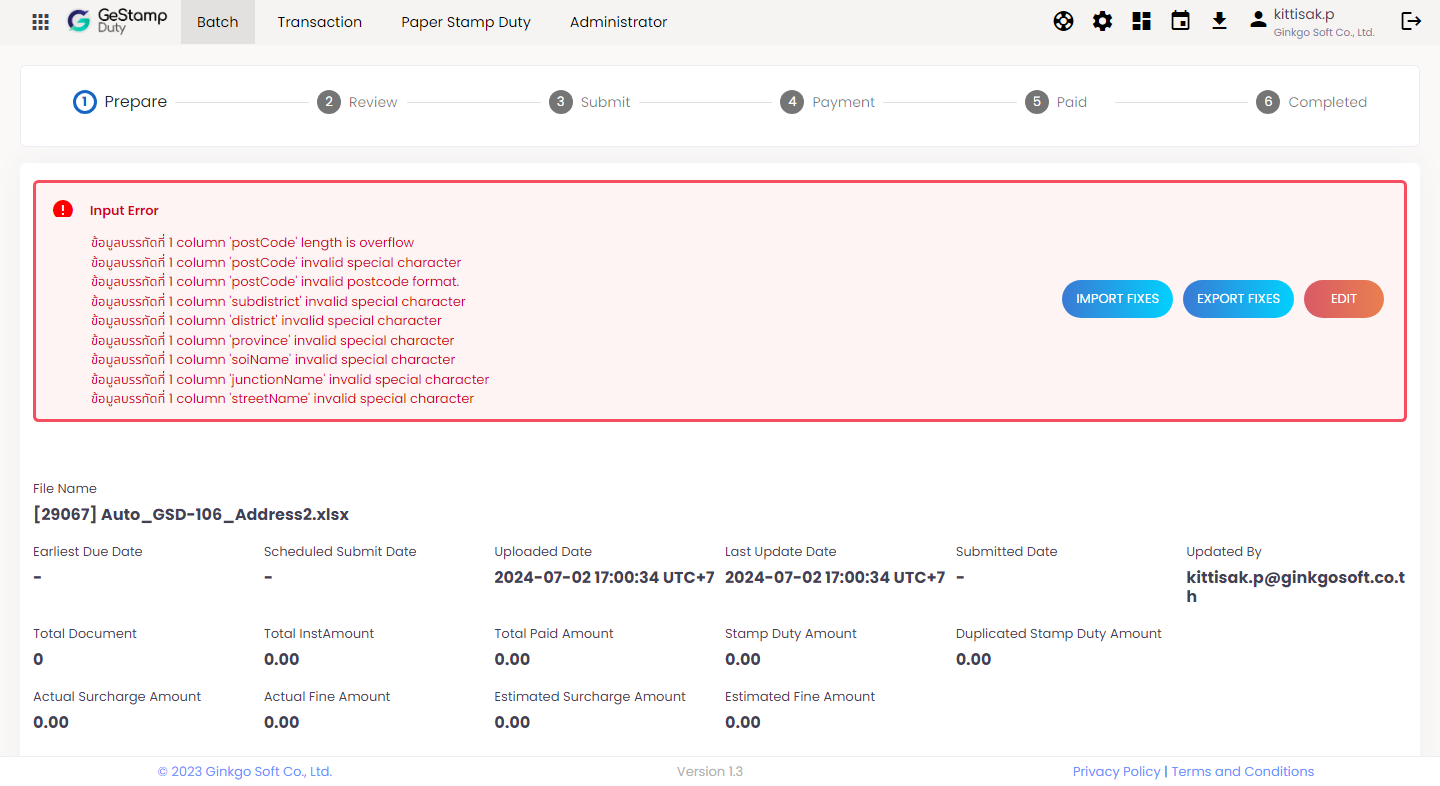 GeStamp
Duty
Batch
Transaction
Paper Stamp Duty
Administrator
kittisak.p
Ginkgo Soft Co., Ltd.
1 Prepare
2 Review
3 Submit
4 Payment
5 Paid
6 Completed
Input Error
ข้อมูลบรรทัดที่ 1 column 'postCode' length is overflow
ข้อมูลบรรทัดที่ 1 column 'postCode' invalid special character
ข้อมูลบรรทัดที่ 1 column 'postCode' invalid postcode format.
ข้อมูลบรรทัดที่ 1 column 'subdistrict' invalid special character
ข้อมูลบรรทัดที่ 1 column 'district' invalid special character
ข้อมูลบรรทัดที่ 1 column 'province' invalid special character
ข้อมูลบรรทัดที่ 1 column 'soiName' invalid special character
ข้อมูลบรรทัดที่ 1 column 'junctionName' invalid special character
ข้อมูลบรรทัดที่ 1 column 'streetName' invalid special character
IMPORT FIXES
EXPORT FIXES
EDIT
File Name
[29067] Auto_GSD-106_Address2.xlsx
Earliest Due Date
-
Scheduled Submit Date
-
Uploaded Date
2024-07-02 17:00:34 UTC+7
Last Update Date
2024-07-02 17:00:34 UTC+7
Submitted Date
-
Updated By
kittisak.p@ginkgosoft.co.t
h
Total Document
0
Total InstAmount
0.00
Total Paid Amount
0.00
Stamp Duty Amount
0.00
Duplicated Stamp Duty Amount
0.00
Actual Surcharge Amount
0.00
Actual Fine Amount
0.00
Estimated Surcharge Amount
0.00
Estimated Fine Amount
0.00
© 2023 Ginkgo Soft Co., Ltd.
Version 1.3
Privacy Policy | Terms and Conditions